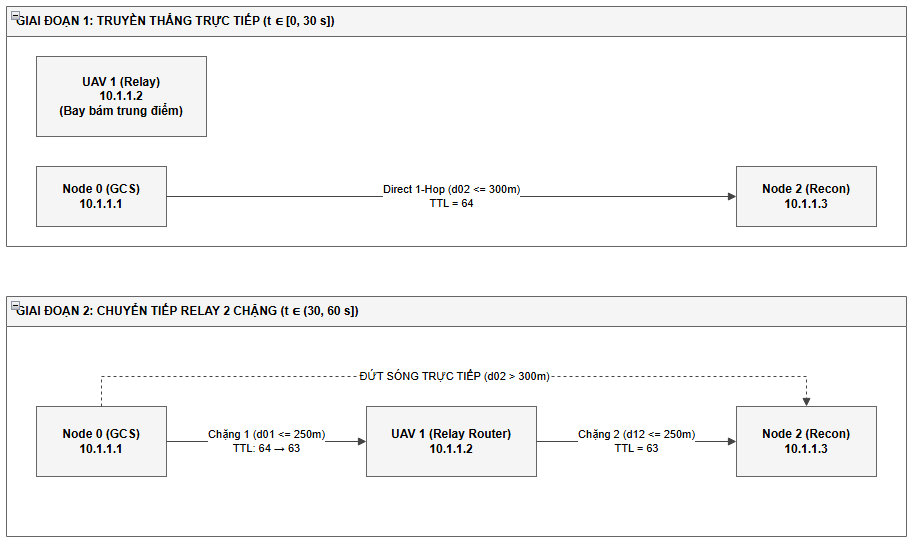 GIAI ĐOẠN 1: TRUYỀN THẲNG TRỰC TIẾP (t ∈ [0, 30 s])
UAV 1 (Relay)
10.1.1.2
(Bay bám trung điểm)
Node 0 (GCS)
10.1.1.1
Direct 1-Hop (d02 <= 300m)
TTL = 64
Node 2 (Recon)
10.1.1.3
GIAI ĐOẠN 2: CHUYỂN TIẾP RELAY 2 CHẶNG (t ∈ (30, 60 s])
ĐỨT SÓNG TRỰC TIẾP (d02 > 300m)
Node 0 (GCS)
10.1.1.1
Chặng 1 (d01 <= 250m)
TTL: 64 → 63
UAV 1 (Relay Router)
10.1.1.2
Chặng 2 (d12 <= 250m)
TTL = 63
Node 2 (Recon)
10.1.1.3